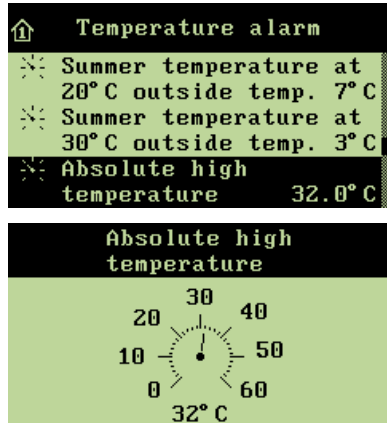 1 Temperature alarm
Summer temperature at
20°C outside temp. 7°C
Summer temperature at
30°C outside temp. 3°C
Absolute high
temperature 32.0°C
Absolute high
temperature
30
20 40
10 50
0 60
32°C